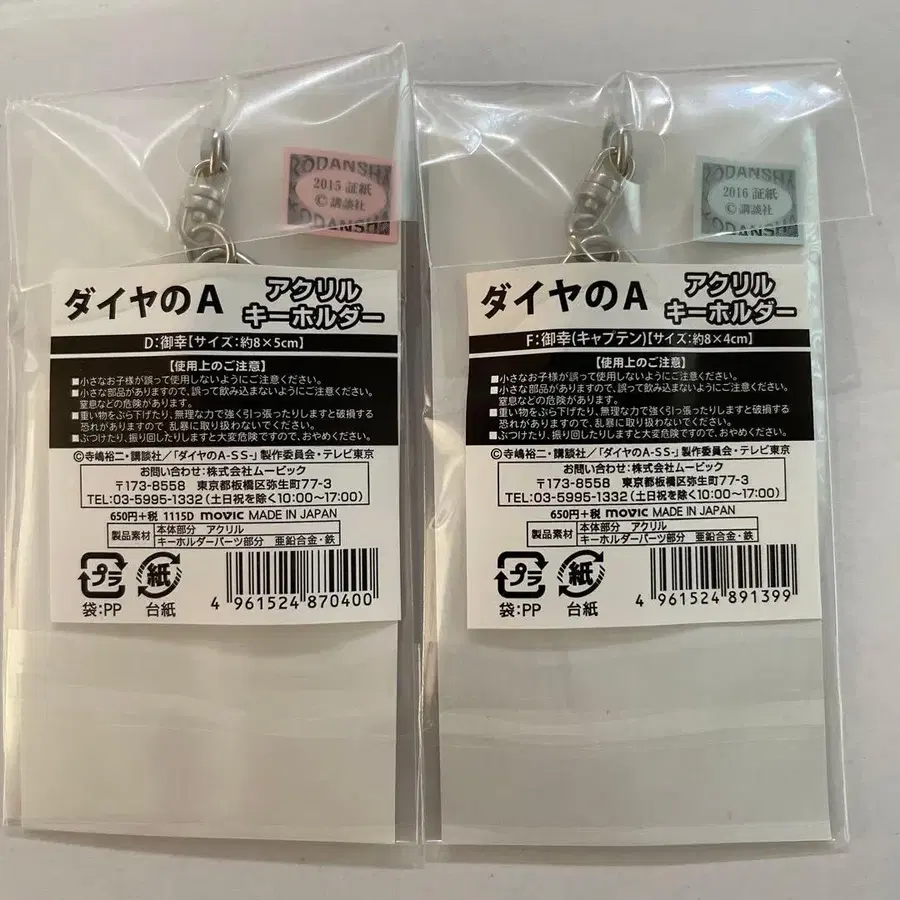 KODANSHA
2015 証紙
©講談社
KODANSHA
ダイヤのA
アクリル
キーホルダー
D:御幸【サイズ:約8×5cm】
【使用上のご注意】
■小さなお子様が誤って使用しないようにご注意ください。
■小さな部品がありますので、誤って飲み込まないようにご注意ください。
窒息などの危険があります。
■重い物をぶら下げたり、無理な力で強く引っ張ったりしますと破損する
恐れがありますので、乱暴に取り扱わないでください。
■ぶつけたり、振り回したりしますと大変危険ですので、おやめください。
©寺嶋裕二・講談社/「ダイヤのA-SS-」製作委員会・テレビ東京
お問い合わせ:株式会社ムービック
〒173-8558 東京都板橋区弥生町77-3
TEL:03-5995-1332(土日祝を除く10:00~17:00)
650円+税 1115D movic MADE IN JAPAN
製品素材
本体部分 アクリル
キーホルダーパーツ部分 亜鉛合金・鉄
プラ
紙
袋:PP
台紙
4 961524 870400
KODANSHA
2016 証紙
©講談社
KODANSHA
ダイヤのA
アクリル
キーホルダー
F:御幸(キャプテン)【サイズ:約8×4cm】
【使用上のご注意】
■小さなお子様が誤って使用しないようにご注意ください。
■小さな部品がありますので、誤って飲み込まないようにご注意ください。
窒息などの危険があります。
■重い物をぶら下げたり、無理な力で強く引っ張ったりしますと破損する
恐れがありますので、乱暴に取り扱わないでください。
■ぶつけたり、振り回したりしますと大変危険ですので、おやめください。
©寺嶋裕二・講談社/「ダイヤのA-SS-」製作委員会・テレビ東京
お問い合わせ:株式会社ムービック
〒173-8558 東京都板橋区弥生町77-3
TEL:03-5995-1332(土日祝を除く10:00~17:00)
650円+税 movic MADE IN JAPAN
製品素材
本体部分 アクリル
キーホルダーパーツ部分 亜鉛合金・鉄
プラ
紙
袋:PP
台紙
4 961524 891399